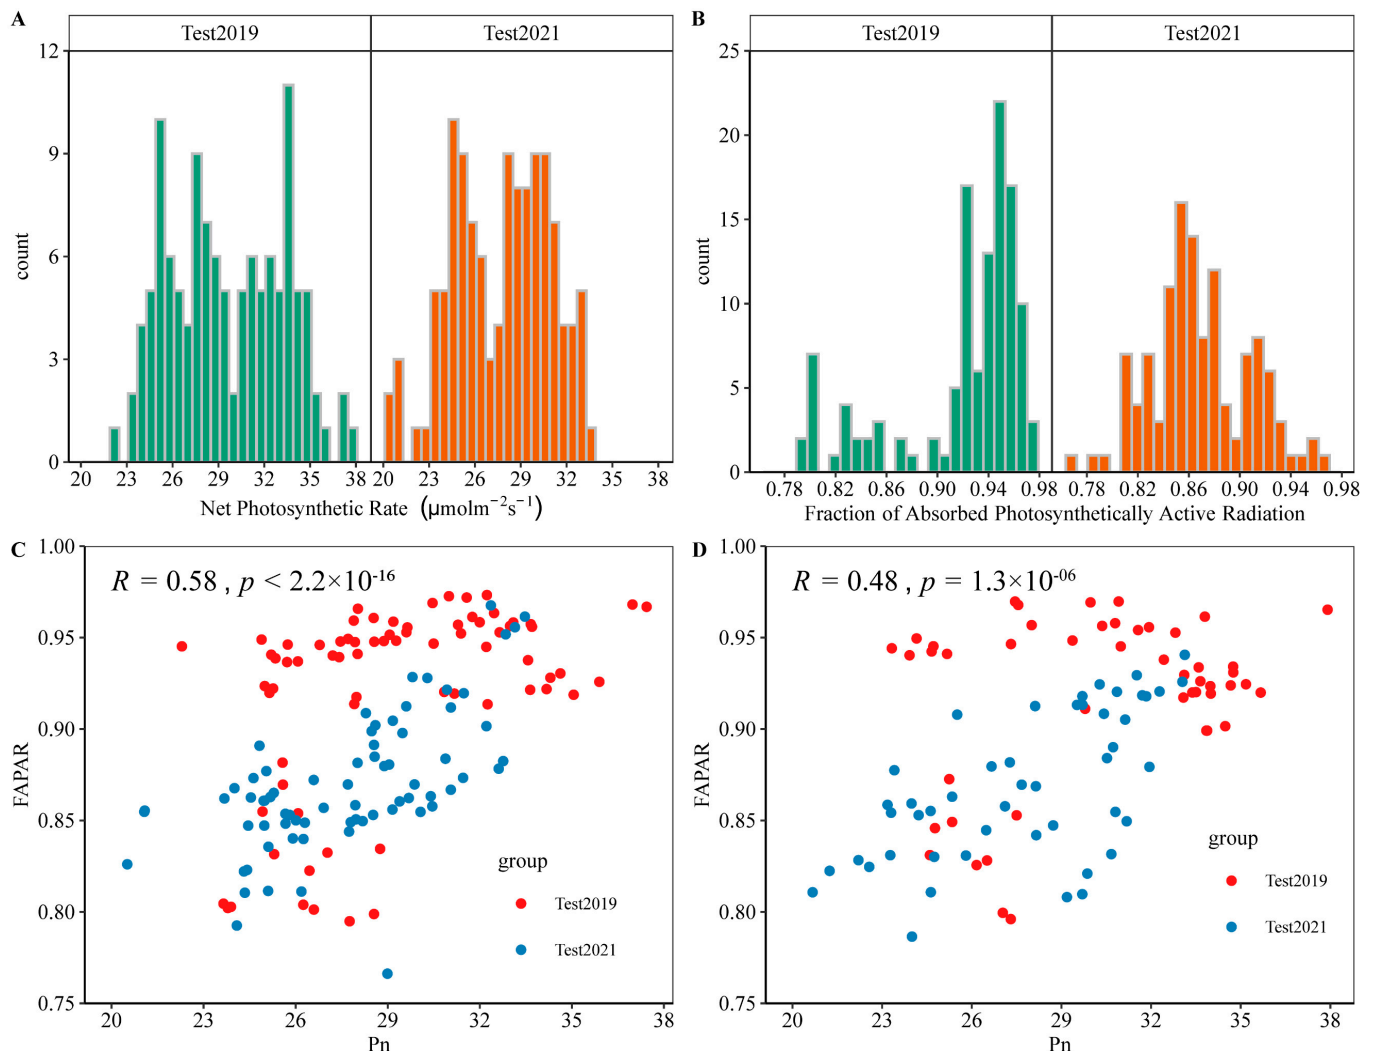 A
Test2019 Test2021
12
9
6
3
0
count
20 23 26 29 32 35 38 20 23 26 29 32 35 38
Net Photosynthetic Rate (μmolm⁻²s⁻¹)
B
Test2019 Test2021
25
20
15
10
5
0
count
0.78 0.82 0.86 0.90 0.94 0.98 0.78 0.82 0.86 0.90 0.94 0.98
Fraction of Absorbed Photosynthetically Active Radiation
C
R = 0.58 , p < 2.2×10⁻¹⁶
1.00
0.95
0.90
0.85
0.80
0.75
FAPAR
group
Test2019
Test2021
20 23 26 29 32 35 38
Pn
D
R = 0.48 , p = 1.3×10⁻⁰⁶
1.00
0.95
0.90
0.85
0.80
0.75
FAPAR
group
Test2019
Test2021
20 23 26 29 32 35 38
Pn